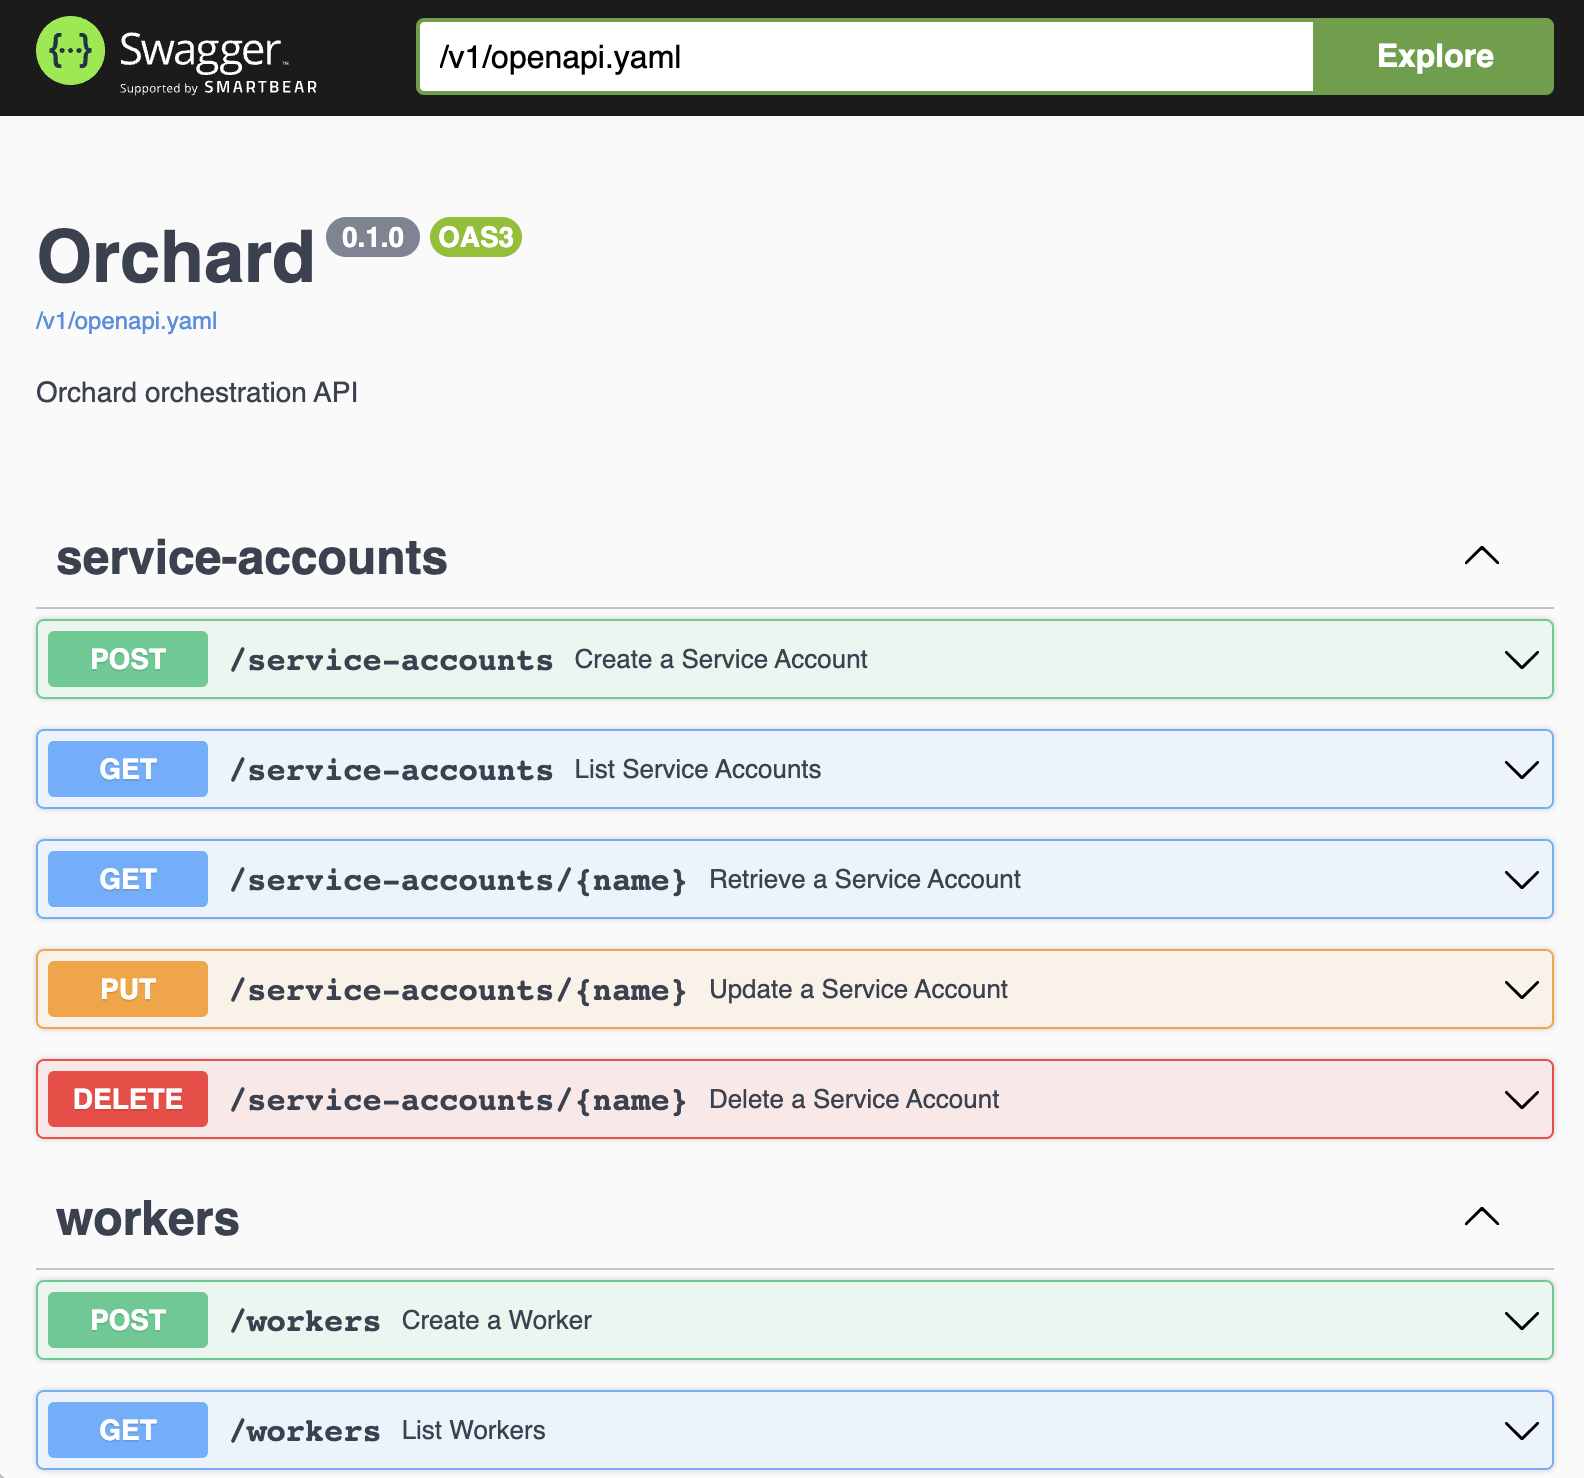 {...} Swagger™
Supported by SMARTBEAR
/v1/openapi.yaml
Explore
Orchard 0.1.0 OAS3
/v1/openapi.yaml
Orchard orchestration API
service-accounts
POST /service-accounts Create a Service Account
GET /service-accounts List Service Accounts
GET /service-accounts/{name} Retrieve a Service Account
PUT /service-accounts/{name} Update a Service Account
DELETE /service-accounts/{name} Delete a Service Account
workers
POST /workers Create a Worker
GET /workers List Workers